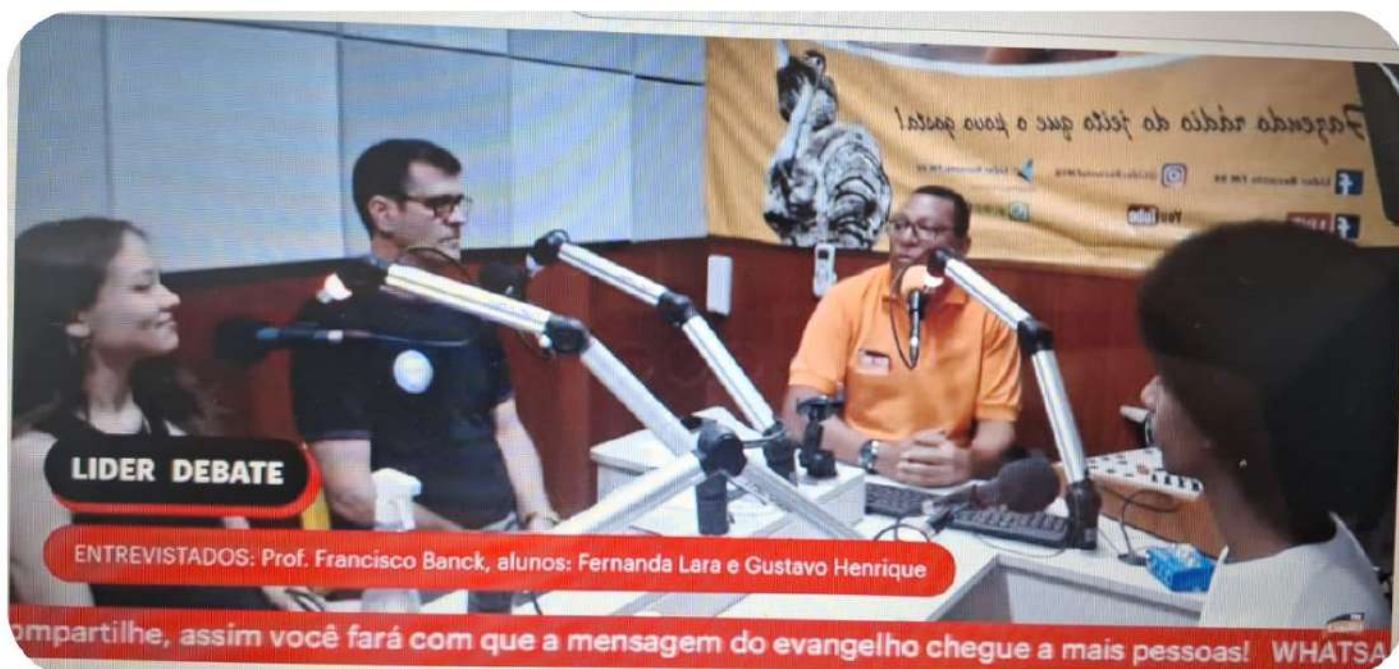 Fazendo rádio do jeito que o povo gosta!
YouTube
LIDER DEBATE
ENTREVISTADOS: Prof. Francisco Banck, alunos: Fernanda Lara e Gustavo Henrique
ompartilhe, assim você fará com que a mensagem do evangelho chegue a mais pessoas! WHATSA